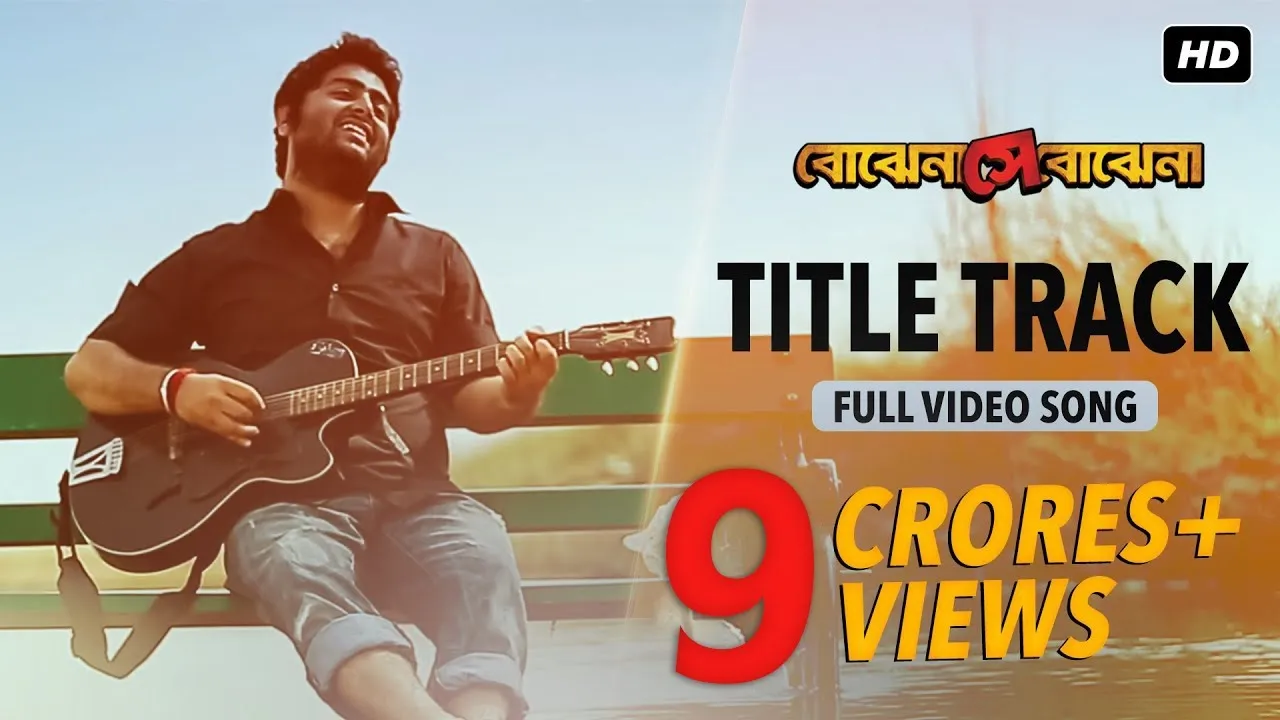 HD
বোঝেনা সে বোঝেনা
TITLE TRACK
FULL VIDEO SONG
9 CRORES+
VIEWS